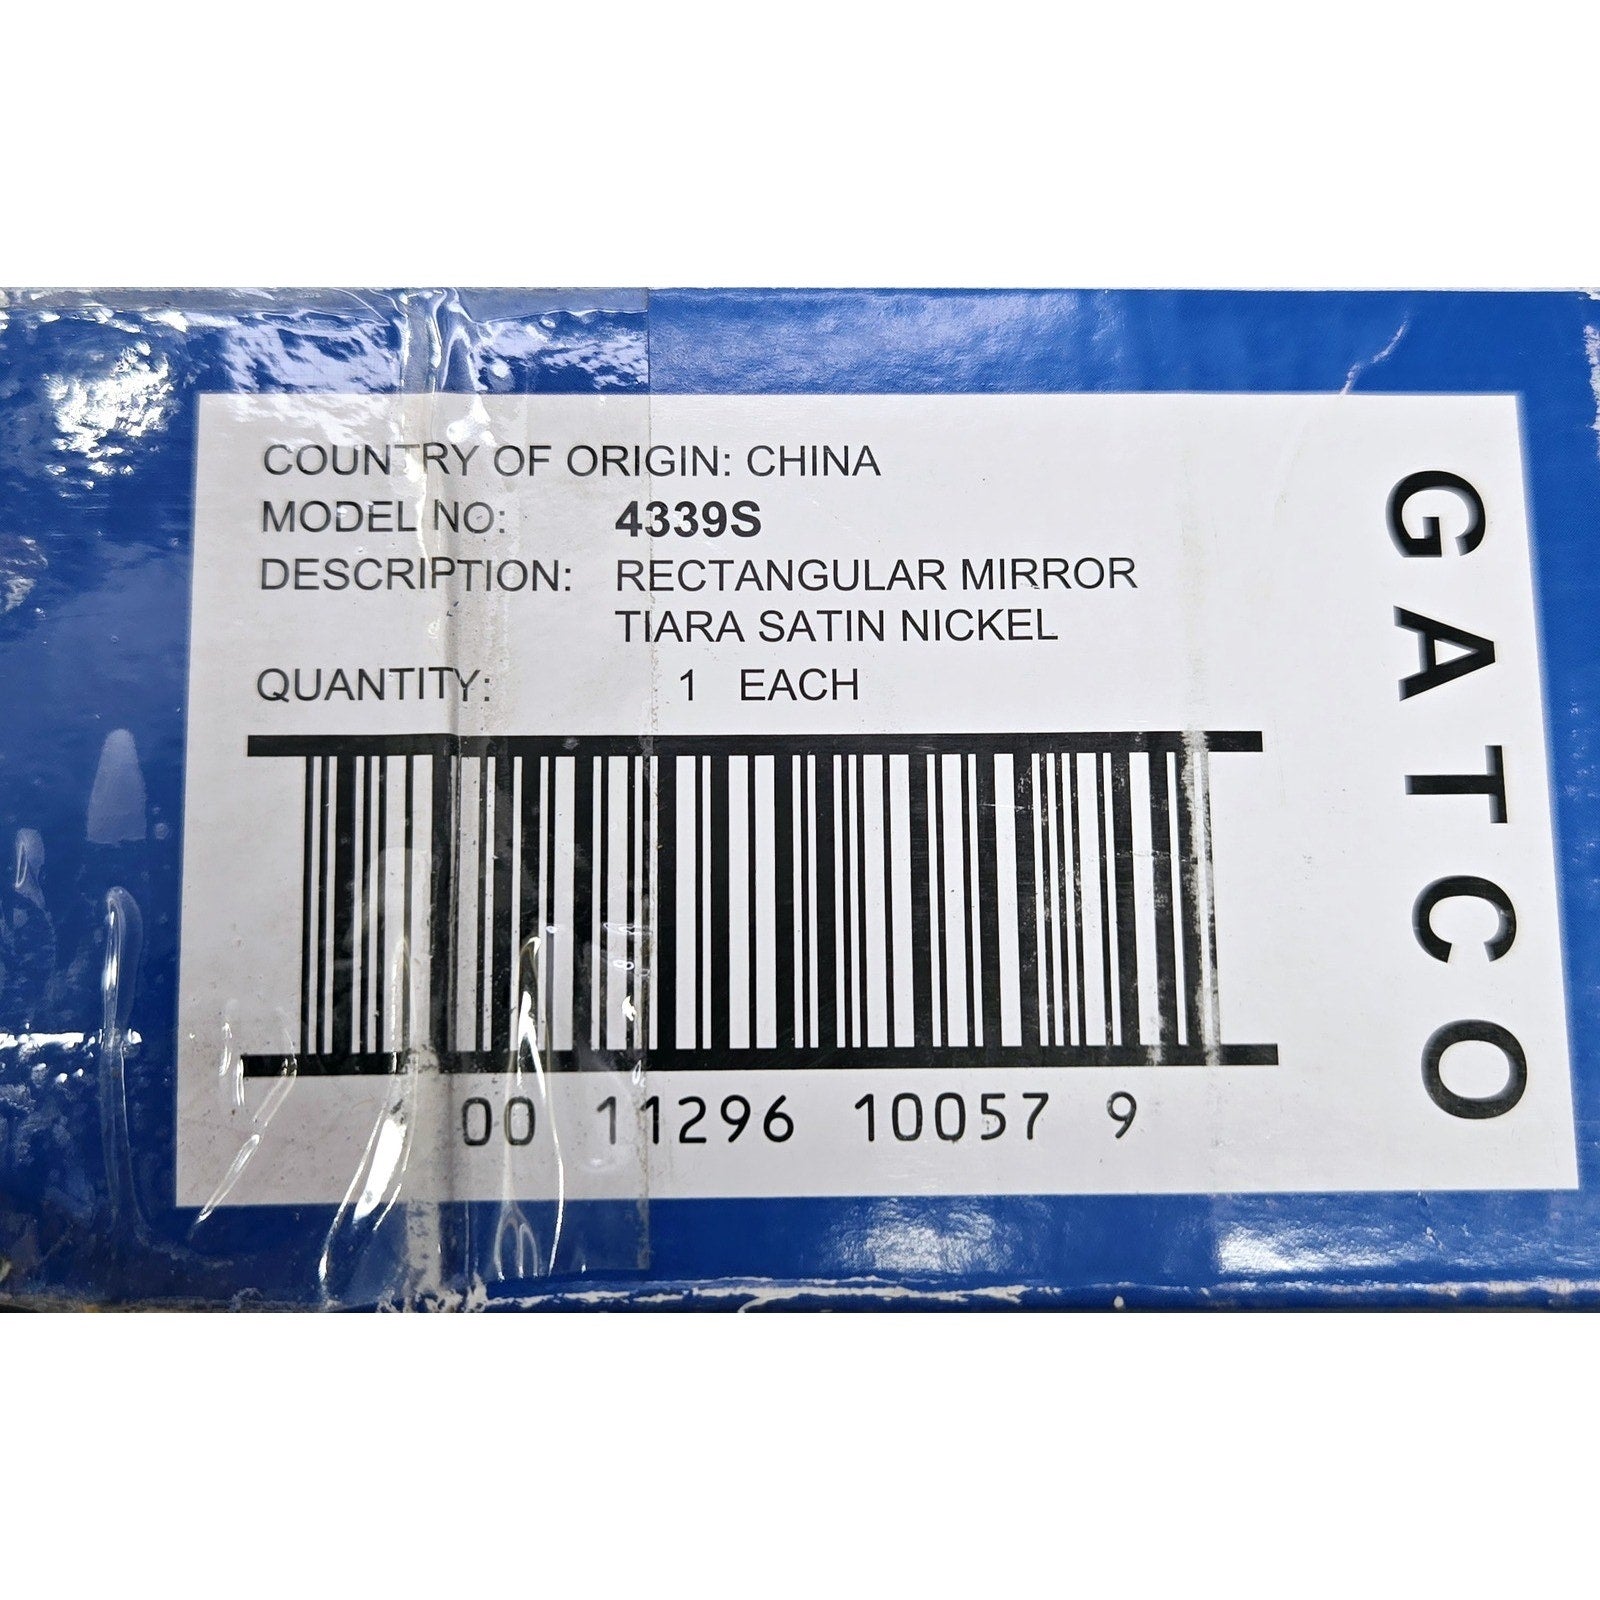 COUNTRY OF ORIGIN: CHINA
MODEL NO: 4339S
DESCRIPTION: RECTANGULAR MIRROR
TIARA SATIN NICKEL
QUANTITY: 1 EACH
00 11296 10057 9
GATCO